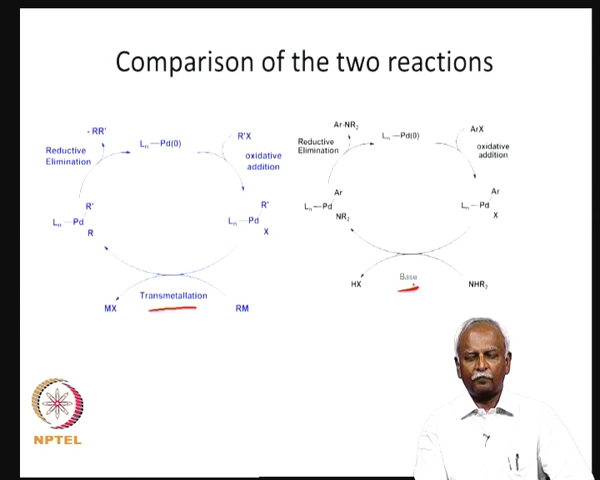 Comparison of the two reactions
- RR'
Lₙ—Pd(0)
R'X
Reductive
Elimination
oxidative
addition
R'
Lₙ—Pd
R
R'
Lₙ—Pd
X
Transmetallation
MX
RM
Ar-NR₂
Lₙ—Pd(0)
ArX
Reductive
Elimination
oxidative
addition
Ar
Lₙ—Pd
NR₂
Ar
Lₙ—Pd
X
Base
HX
NHR₂
NPTEL